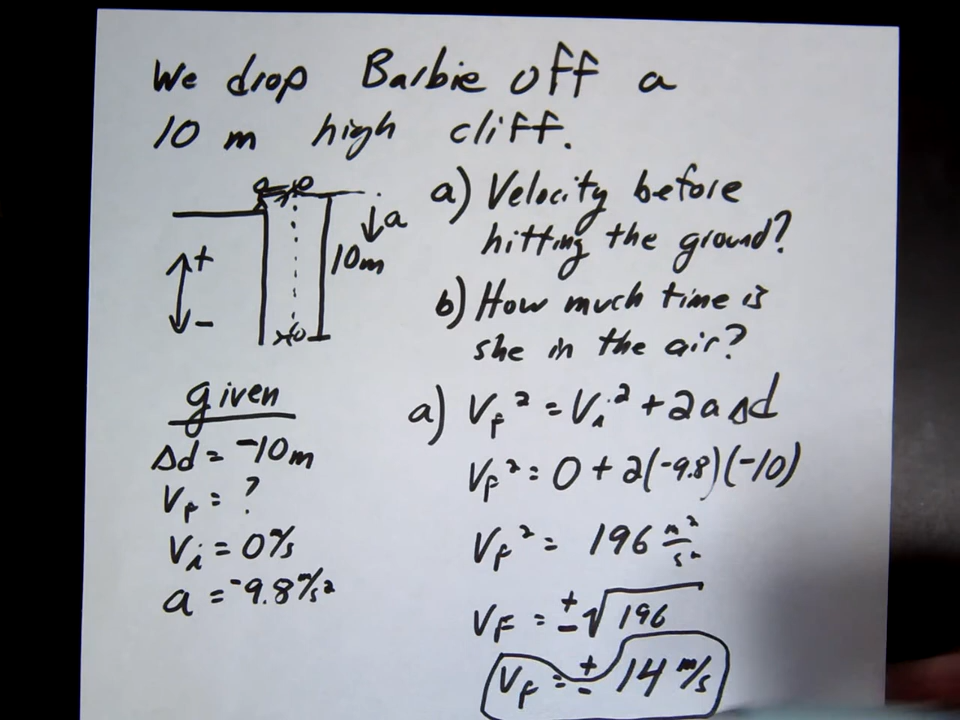 We drop Barbie off a
10 m high cliff.
a) Velocity before
hitting the ground?
b) How much time is
she in the air?
a
10m
+
-
given
Δd = -10m
Vf = ?
Vi = 0 m/s
a = -9.8 m/s²
a) Vf² = Vi² + 2aΔd
Vf² = 0 + 2(-9.8)(-10)
Vf² = 196 m²/s²
VF = ±√196
Vf = ± 14 m/s